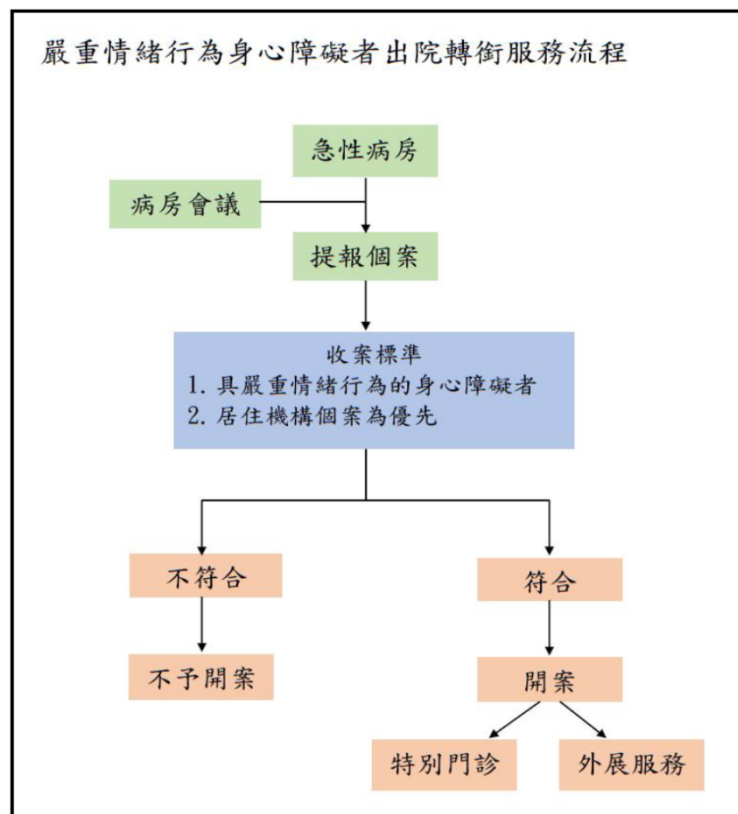 嚴重情緒行為身心障礙者出院轉銜服務流程
急性病房
病房會議
提報個案
收案標準
1. 具嚴重情緒行為的身心障礙者
2. 居住機構個案為優先
不符合
符合
不予開案
開案
特別門診
外展服務